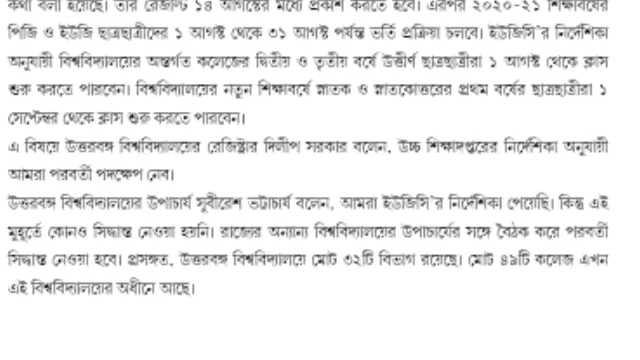 কথা বলা হয়েছে। তার রেজাল্ট ১৪ আগস্টের মধ্যে প্রকাশ করতে হবে। এরপর ২০২০-২১ শিক্ষাবর্ষের
পিজি ও ইউজি ছাত্রছাত্রীদের ১ আগস্ট থেকে ৩১ আগস্ট পর্যন্ত ভর্তি প্রক্রিয়া চলবে। ইউজিসি`র নির্দেশিকা
অনুযায়ী বিশ্ববিদ্যালয়ের অন্তর্গত কলেজের দ্বিতীয় ও তৃতীয় বর্ষে উত্তীর্ণ ছাত্রছাত্রীরা ১ আগস্ট থেকে ক্লাস
শুরু করতে পারবেন। বিশ্ববিদ্যালয়ের নতুন শিক্ষাবর্ষে স্নাতক ও স্নাতকোত্তরের প্রথম বর্ষের ছাত্রছাত্রীরা ১
সেপ্টেম্বর থেকে ক্লাস শুরু করতে পারবেন।
এ বিষয়ে উত্তরবঙ্গ বিশ্ববিদ্যালয়ের রেজিস্ট্রার দিলীপ সরকার বলেন, উচ্চ শিক্ষাদপ্তরের নির্দেশিকা অনুযায়ী
আমরা পরবর্তী পদক্ষেপ নেব।
উত্তরবঙ্গ বিশ্ববিদ্যালয়ের উপাচার্য সুবীরেশ ভট্টাচার্য বলেন, আমরা ইউজিসি`র নির্দেশিকা পেয়েছি। কিন্তু এই
মুহূর্তে কোনও সিদ্ধান্ত নেওয়া হয়নি। রাজ্যের অন্যান্য বিশ্ববিদ্যালয়ের উপাচার্যের সঙ্গে বৈঠক করে পরবর্তী
সিদ্ধান্ত নেওয়া হবে। প্রসঙ্গত, উত্তরবঙ্গ বিশ্ববিদ্যালয়ে মোট ৩২টি বিভাগ রয়েছে। মোট ৪৯টি কলেজ এখন
এই বিশ্ববিদ্যালয়ের অধীনে আছে।